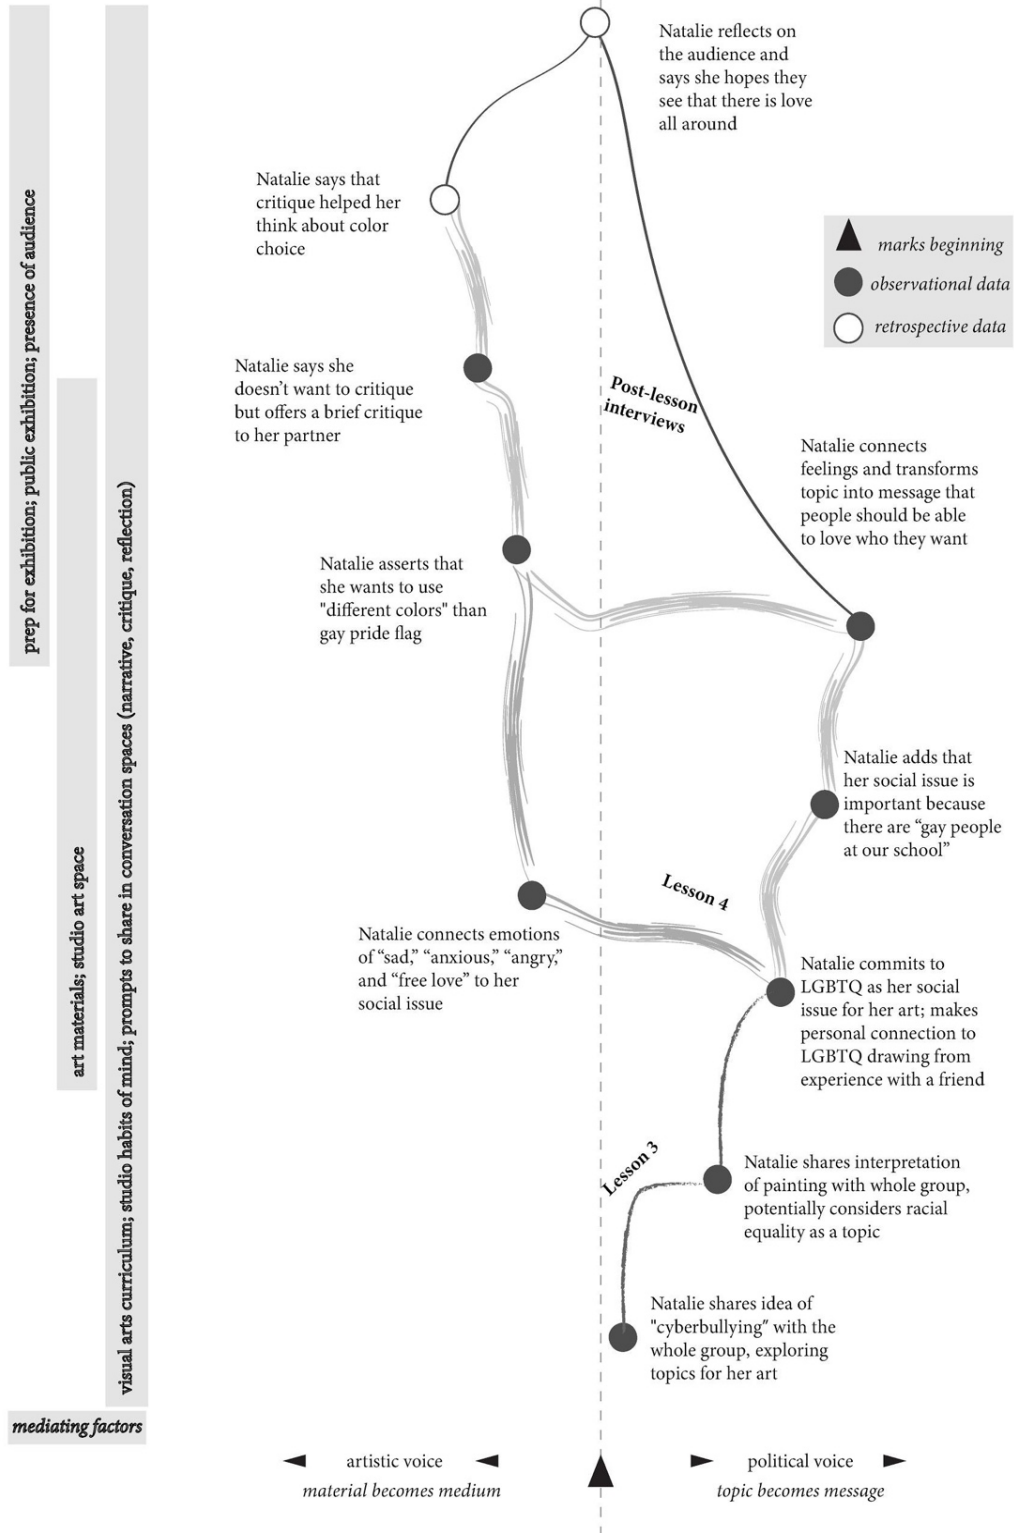 Natalie reflects on
the audience and
says she hopes they
see that there is love
all around
Natalie says that
critique helped her
think about color
choice
marks beginning
observational data
retrospective data
Natalie says she
doesn’t want to critique
but offers a brief critique
to her partner
Post-lesson
interviews
Natalie connects
feelings and transforms
topic into message that
people should be able
to love who they want
Natalie asserts that
she wants to use
"different colors" than
gay pride flag
Natalie adds that
her social issue is
important because
there are “gay people
at our school”
Lesson 4
Natalie connects emotions
of “sad,” “anxious,” “angry,”
and “free love” to her
social issue
Natalie commits to
LGBTQ as her social
issue for her art; makes
personal connection to
LGBTQ drawing from
experience with a friend
Lesson 3
Natalie shares interpretation
of painting with whole group,
potentially considers racial
equality as a topic
Natalie shares idea of
"cyberbullying” with the
whole group, exploring
topics for her art
prep for exhibition; public exhibition; presence of audience
art materials; studio art space
visual arts curriculum; studio habits of mind; prompts to share in conversation spaces (narrative, critique, reflection)
mediating factors
artistic voice
material becomes medium
political voice
topic becomes message